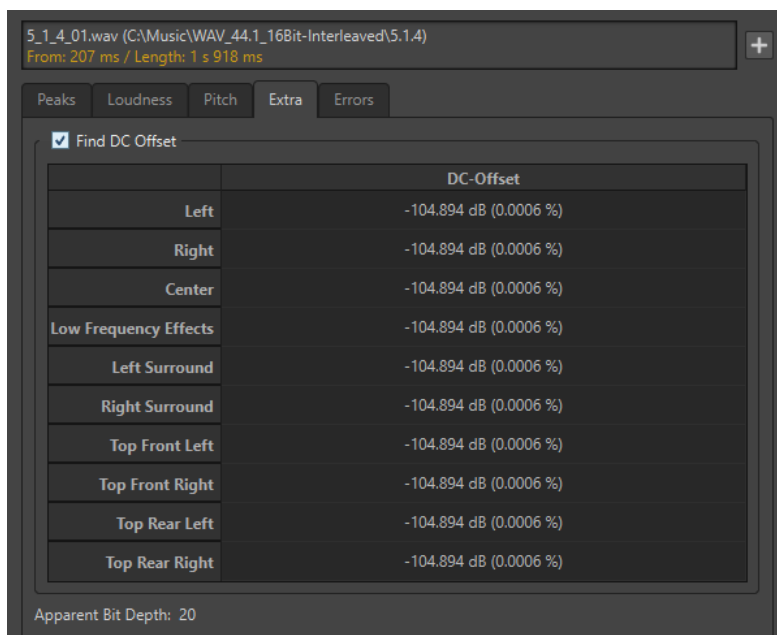 5_1_4_01.wav (C:\Music\WAV_44.1_16Bit-Interleaved\5.1.4)
From: 207 ms / Length: 1 s 918 ms
Peaks Loudness Pitch Extra Errors
Find DC Offset
DC-Offset
Left -104.894 dB (0.0006 %)
Right -104.894 dB (0.0006 %)
Center -104.894 dB (0.0006 %)
Low Frequency Effects -104.894 dB (0.0006 %)
Left Surround -104.894 dB (0.0006 %)
Right Surround -104.894 dB (0.0006 %)
Top Front Left -104.894 dB (0.0006 %)
Top Front Right -104.894 dB (0.0006 %)
Top Rear Left -104.894 dB (0.0006 %)
Top Rear Right -104.894 dB (0.0006 %)
Apparent Bit Depth: 20